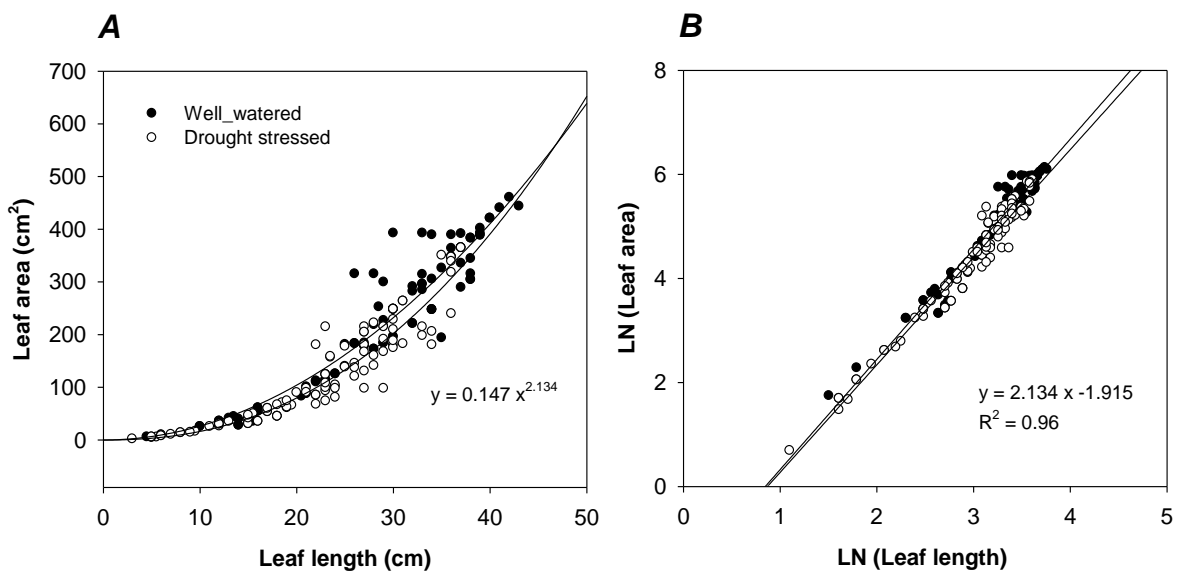 A
700
600
500
400
300
200
100
0
Leaf area (cm2)
Well_watered
Drought stressed
y = 0.147 x2.134
0 10 20 30 40 50
Leaf length (cm)
B
8
6
4
2
0
LN (Leaf area)
y = 2.134 x -1.915
R2 = 0.96
0 1 2 3 4 5
LN (Leaf length)